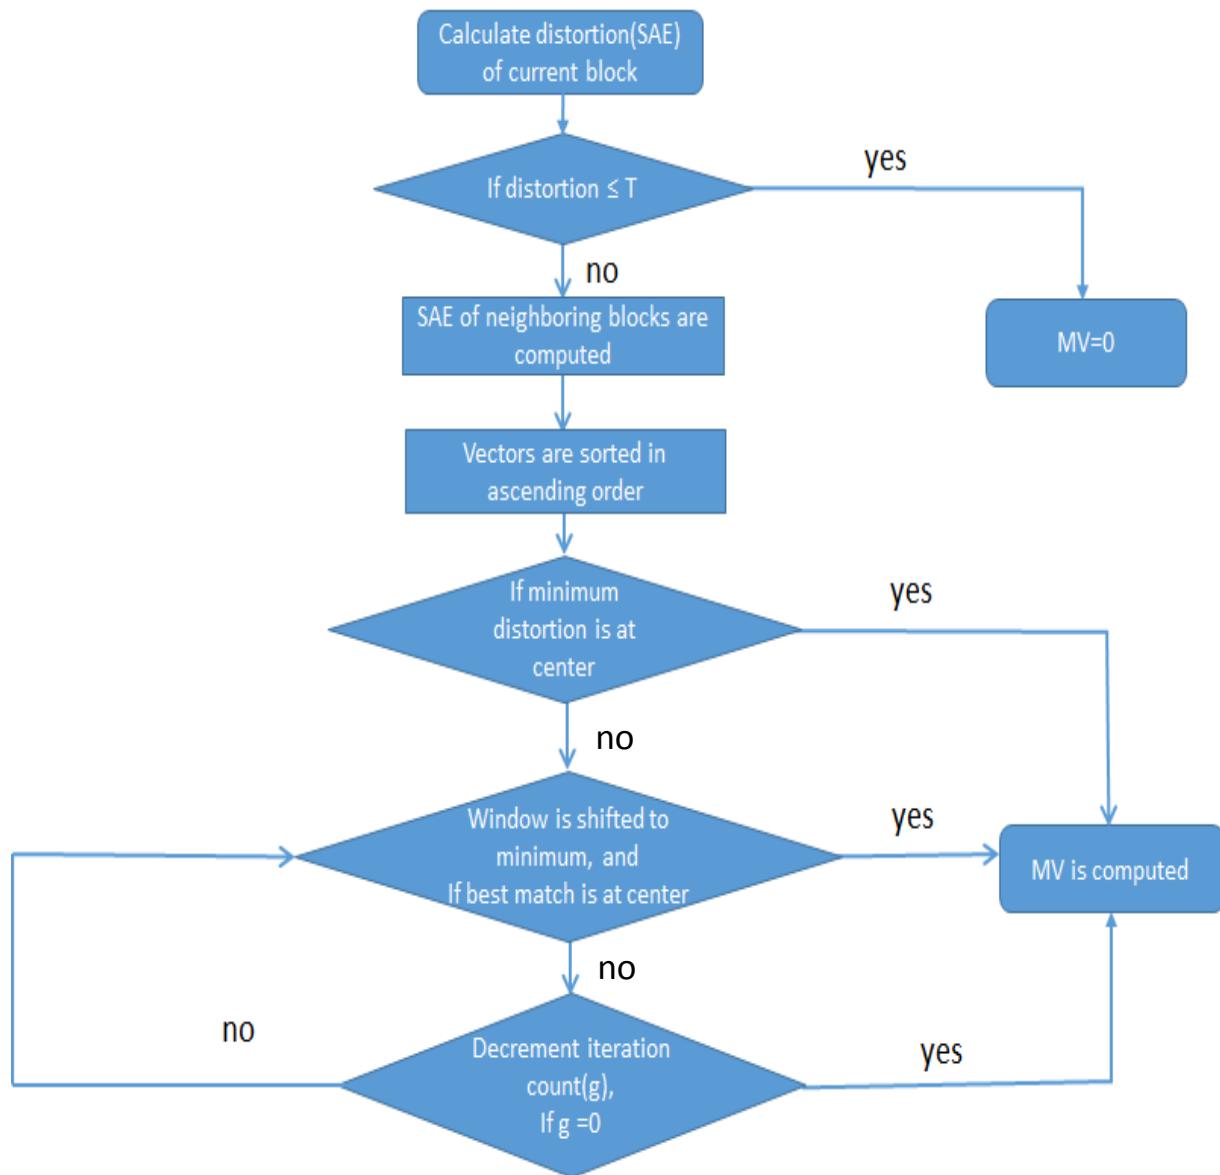 Calculate distortion(SAE)
of current block
If distortion ≤ T
yes
no
SAE of neighboring blocks are
computed
MV=0
Vectors are sorted in
ascending order
If minimum
distortion is at
center
yes
no
Window is shifted to
minimum, and
If best match is at center
yes
MV is computed
no
Decrement iteration
count(g),
If g =0
no
yes